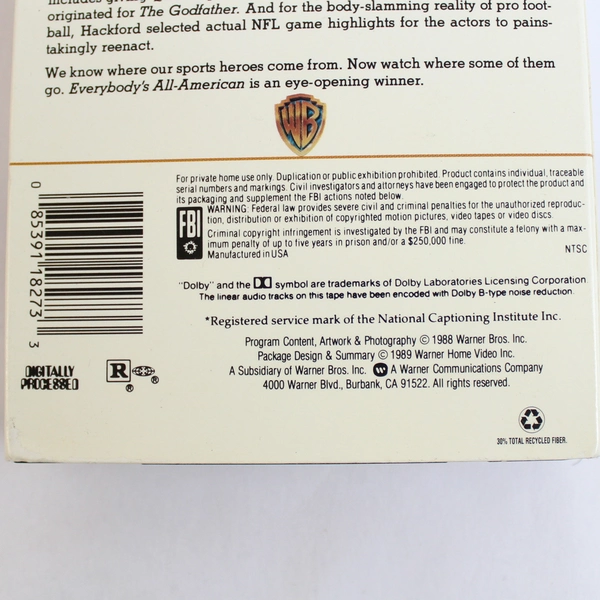 originated for The Godfather. And for the body-slamming reality of pro foot-
ball, Hackford selected actual NFL game highlights for the actors to pains-
takingly reenact.
We know where our sports heroes come from. Now watch where some of them
go. Everybody's All-American is an eye-opening winner.
WB
For private home use only. Duplication or public exhibition prohibited. Product contains individual, traceable
serial numbers and markings. Civil investigators and attorneys have been engaged to protect the product and
its packaging and supplement the FBI actions noted below.
FBI
WARNING: Federal law provides severe civil and criminal penalties for the unauthorized reproduc-
tion, distribution or exhibition of copyrighted motion pictures, video tapes or video discs.
Criminal copyright infringement is investigated by the FBI and may constitute a felony with a max-
imum penalty of up to five years in prison and/or a $250,000 fine.
Manufactured in USA
NTSC
"Dolby" and the DD symbol are trademarks of Dolby Laboratories Licensing Corporation
The linear audio tracks on this tape have been encoded with Dolby B-type noise reduction.
*Registered service mark of the National Captioning Institute Inc.
Program Content, Artwork & Photography © 1988 Warner Bros. Inc.
Package Design & Summary © 1989 Warner Home Video Inc.
A Subsidiary of Warner Bros. Inc. W A Warner Communications Company
4000 Warner Blvd., Burbank, CA 91522. All rights reserved.
0 85391 18273 3
DIGITALLY
PROCESSED
R ®
®
30% TOTAL RECYCLED FIBER.